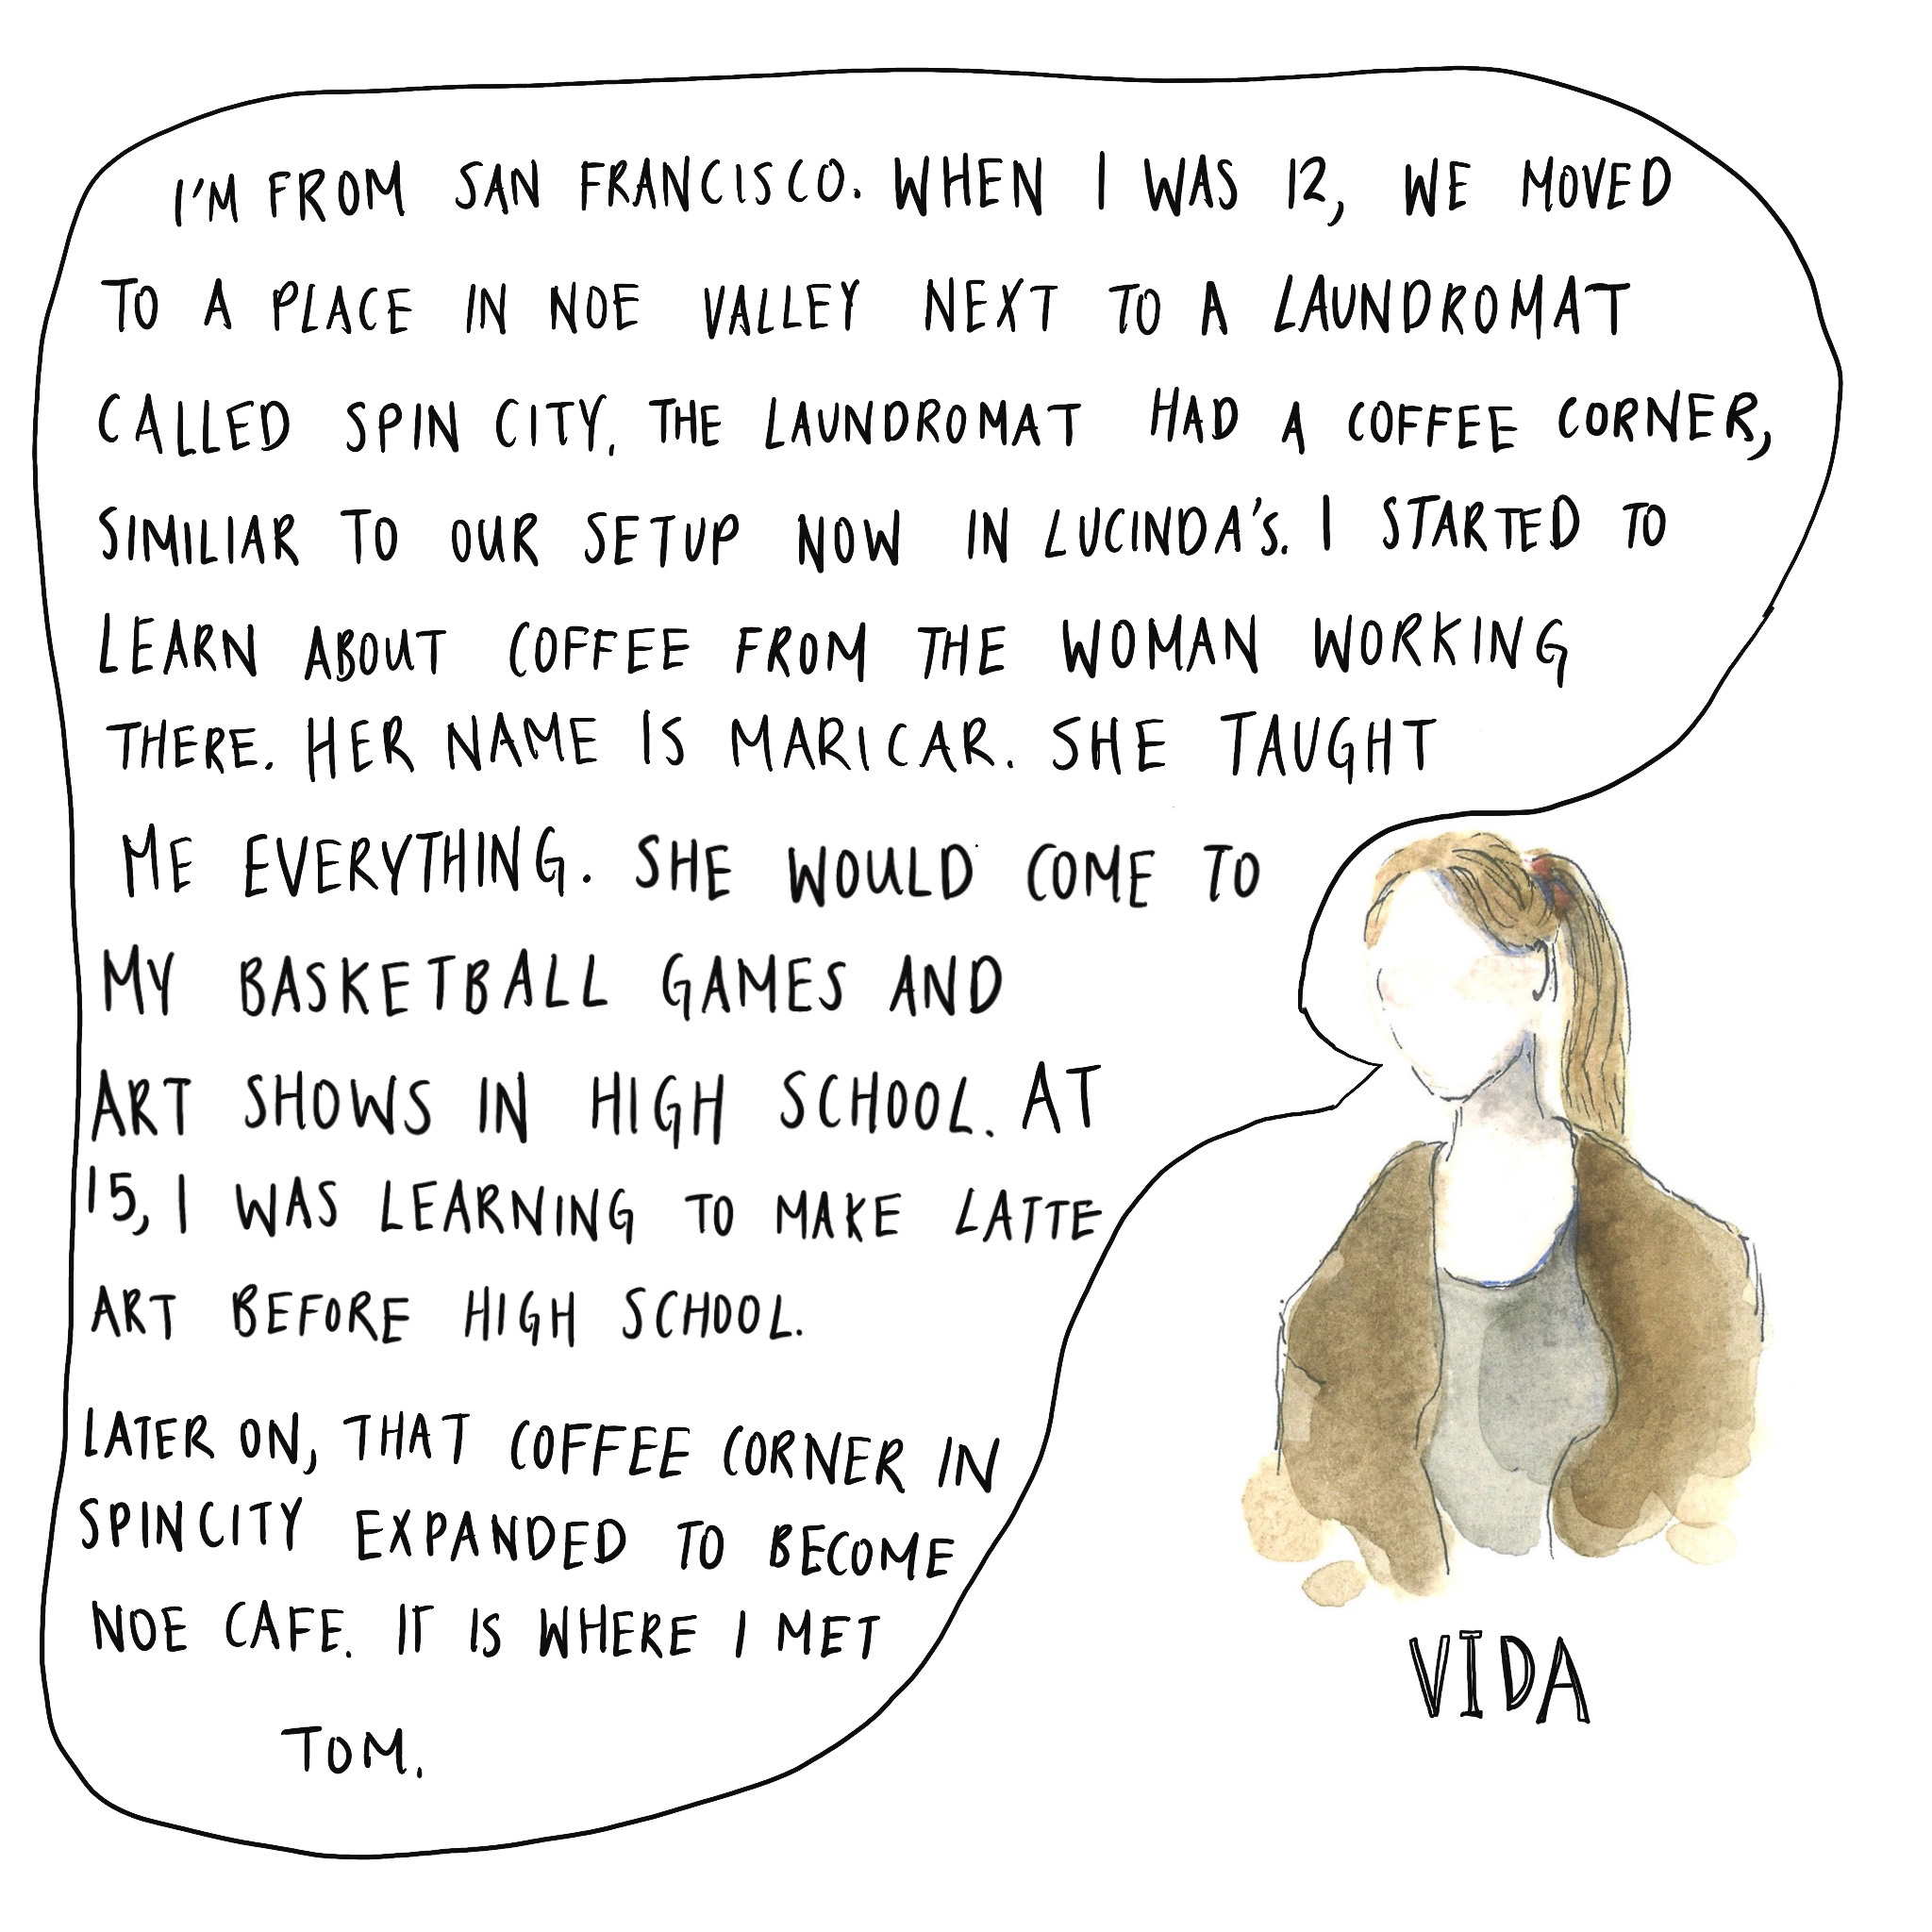 I'M FROM SAN FRANCISCO. WHEN I WAS 12, WE MOVED
TO A PLACE IN NOE VALLEY NEXT TO A LAUNDROMAT
CALLED SPIN CITY. THE LAUNDROMAT HAD A COFFEE CORNER,
SIMILIAR TO OUR SETUP NOW IN LUCINDA'S. I STARTED TO
LEARN ABOUT COFFEE FROM THE WOMAN WORKING
THERE. HER NAME IS MARICAR. SHE TAUGHT
ME EVERYTHING. SHE WOULD COME TO
MY BASKETBALL GAMES AND
ART SHOWS IN HIGH SCHOOL. AT
15, I WAS LEARNING TO MAKE LATTE
ART BEFORE HIGH SCHOOL.
LATER ON, THAT COFFEE CORNER IN
SPIN CITY EXPANDED TO BECOME
NOE CAFE. IT IS WHERE I MET
TOM.
VIDA